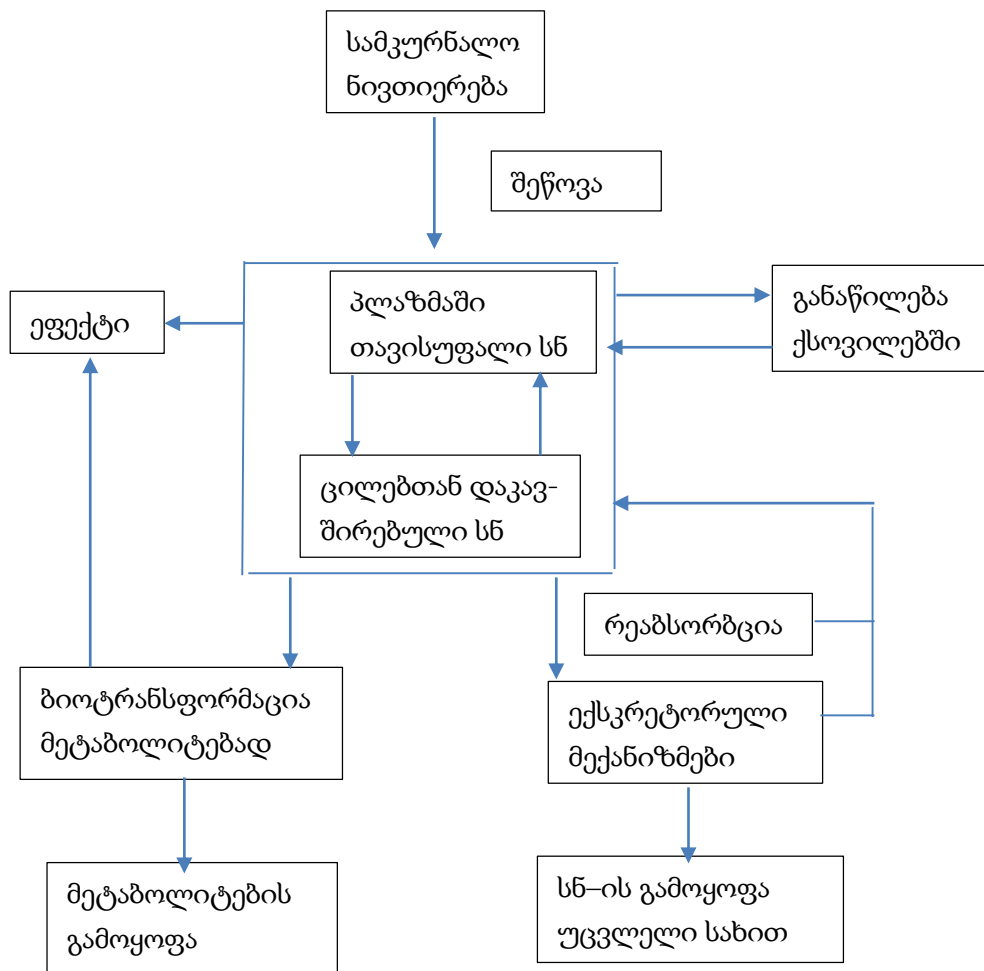 სამკურნალო
ნივთიერება
შეწოვა
პლაზმაში
თავისუფალი სნ
განაწილება
ქსოვილებში
ეფექტი
ცილებთან დაკავ-
შირებული სნ
რეაბსორბცია
ბიოტრანსფორმაცია
მეტაბოლიტებად
ექსკრეტორული
მექანიზმები
მეტაბოლიტების
გამოყოფა
სნ–ის გამოყოფა
უცვლელი სახით